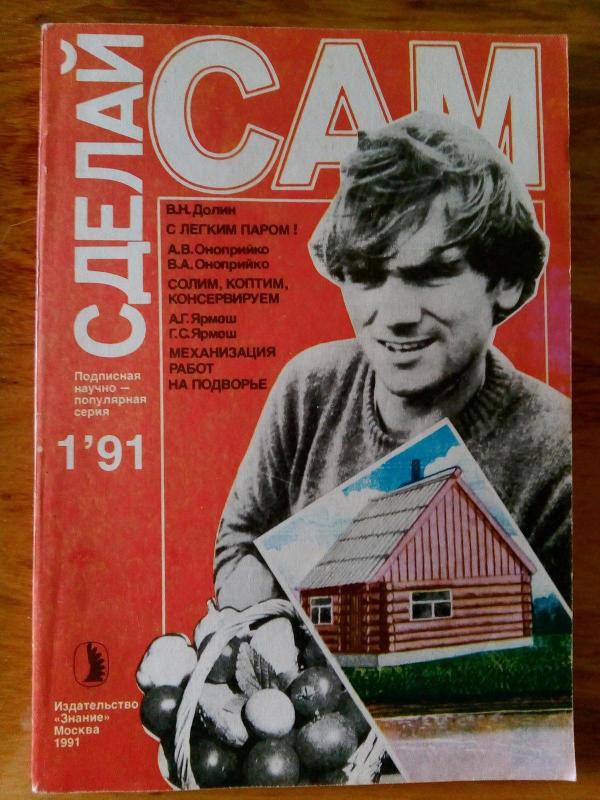 СДЕЛАЙ
САМ
В.Н.Долин
С ЛЕГКИМ ПАРОМ!
А.В.Оноприйко
В.А.Оноприйко
СОЛИМ, КОПТИМ,
КОНСЕРВИРУЕМ
А.Г.Ярмош
Г.С.Ярмош
МЕХАНИЗАЦИЯ
РАБОТ
НА ПОДВОРЬЕ
Подписная
научно —
популярная
серия
1’91
Издательство
«Знание»
Москва
1991